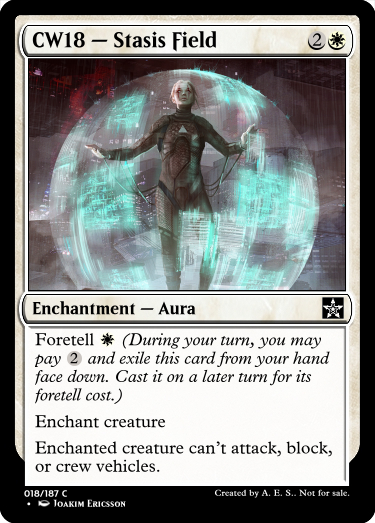 CW18 — Stasis Field 2
Enchantment — Aura
Foretell (During your turn, you may
pay 2 and exile this card from your hand
face down. Cast it on a later turn for its
foretell cost.)
Enchant creature
Enchanted creature can't attack, block,
or crew vehicles.
018/187 C
Created by A. E. S.. Not for sale.
• Joakim Ericsson